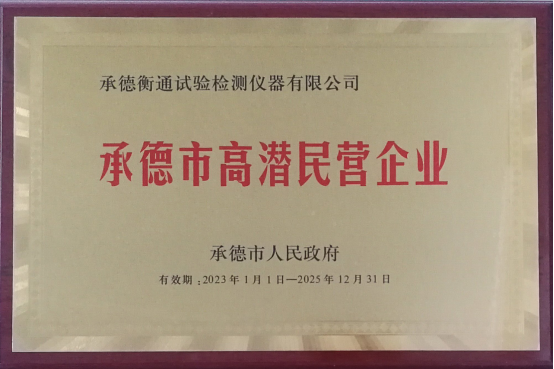 承德衡通试验检测仪器有限公司
承德市高潜民营企业
承德市人民政府
有效期：2023年1月1日—2025年12月31日